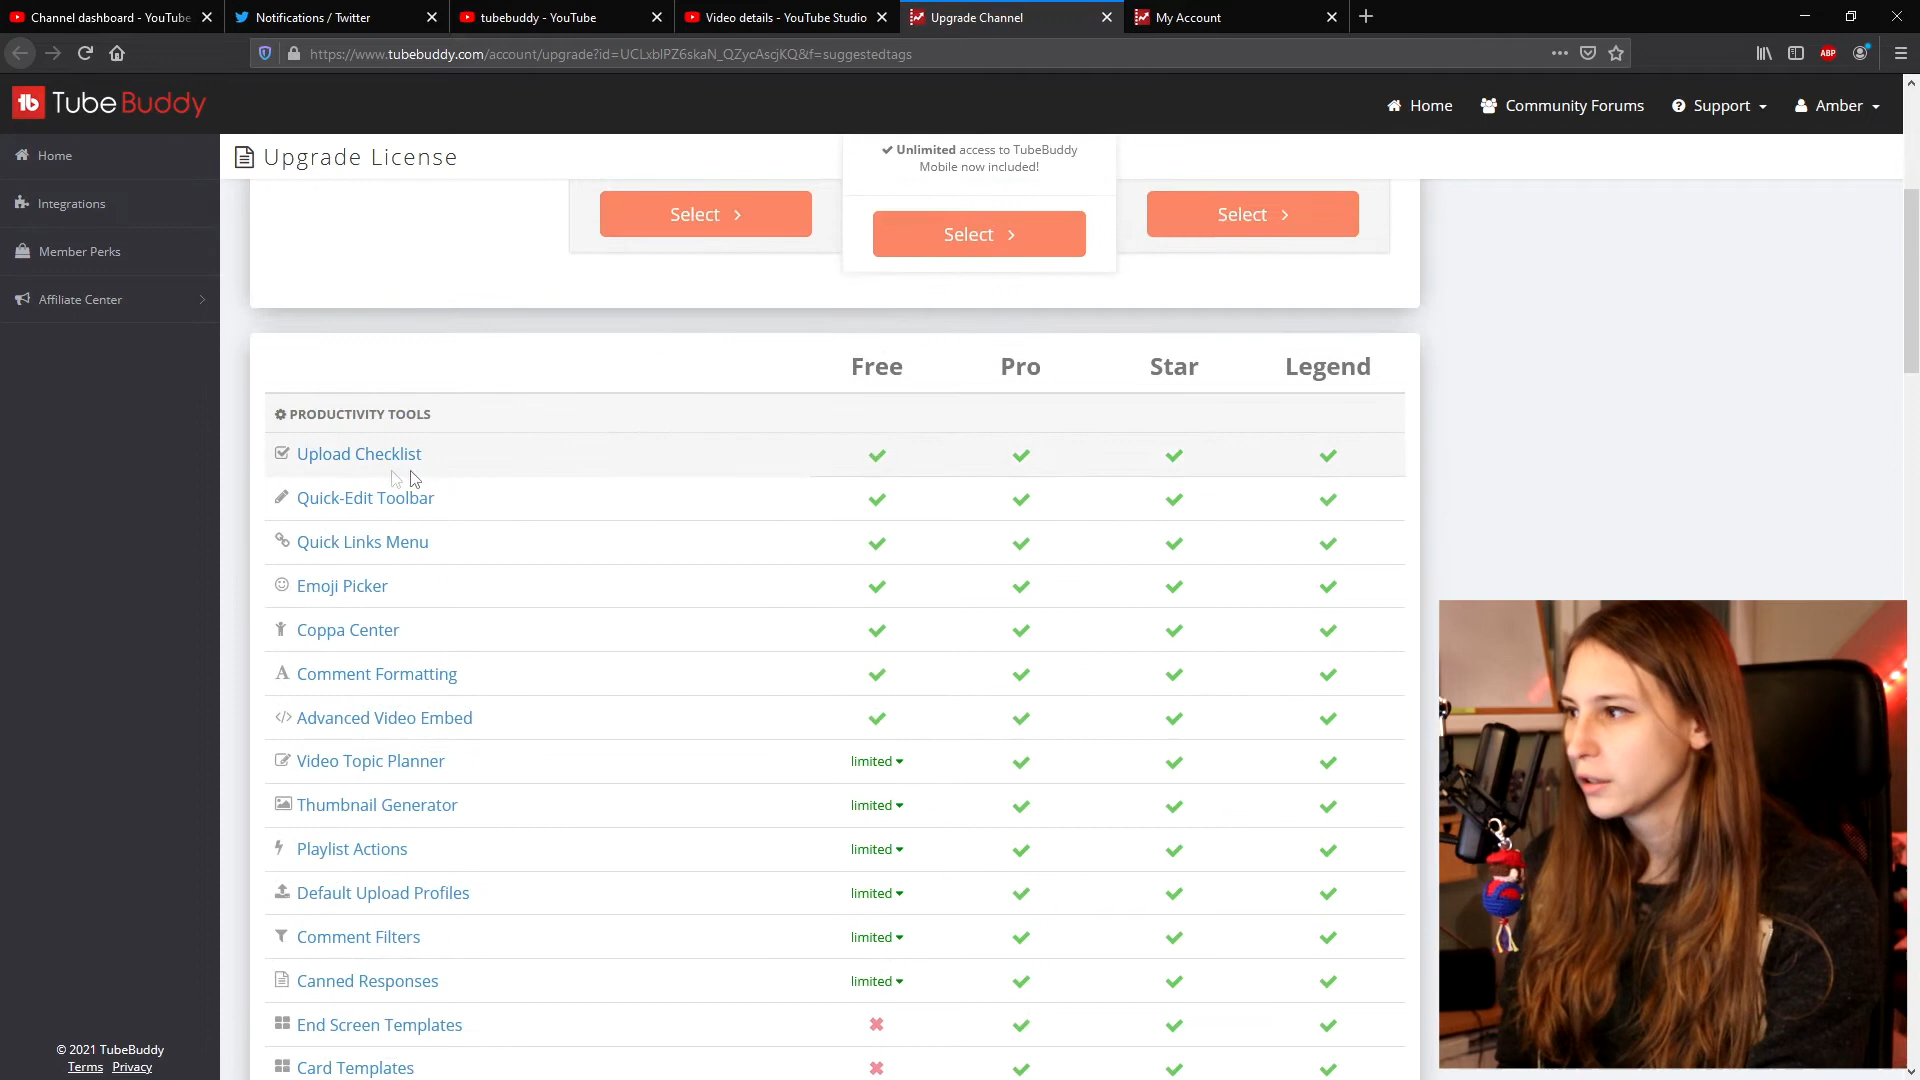 Channel dashboard - YouTube
Notifications / Twitter
tubebuddy - YouTube
Video details - YouTube Studio
Upgrade Channel
My Account
https://www.tubebuddy.com/account/upgrade?id=UCLxblPZ6skaN_QZycAscjKQ&f=suggestedtags
ABP
tb TubeBuddy
Home
Community Forums
Support
Amber
Home
Integrations
Member Perks
Affiliate Center
Upgrade License
Unlimited access to TubeBuddy
Mobile now included!
Select
Select
Select
Free Pro Star Legend
PRODUCTIVITY TOOLS
Upload Checklist
Quick-Edit Toolbar
Quick Links Menu
Emoji Picker
Coppa Center
Comment Formatting
Advanced Video Embed
Video Topic Planner limited
Thumbnail Generator limited
Playlist Actions limited
Default Upload Profiles limited
Comment Filters limited
Canned Responses limited
End Screen Templates
Card Templates
© 2021 TubeBuddy
Terms Privacy